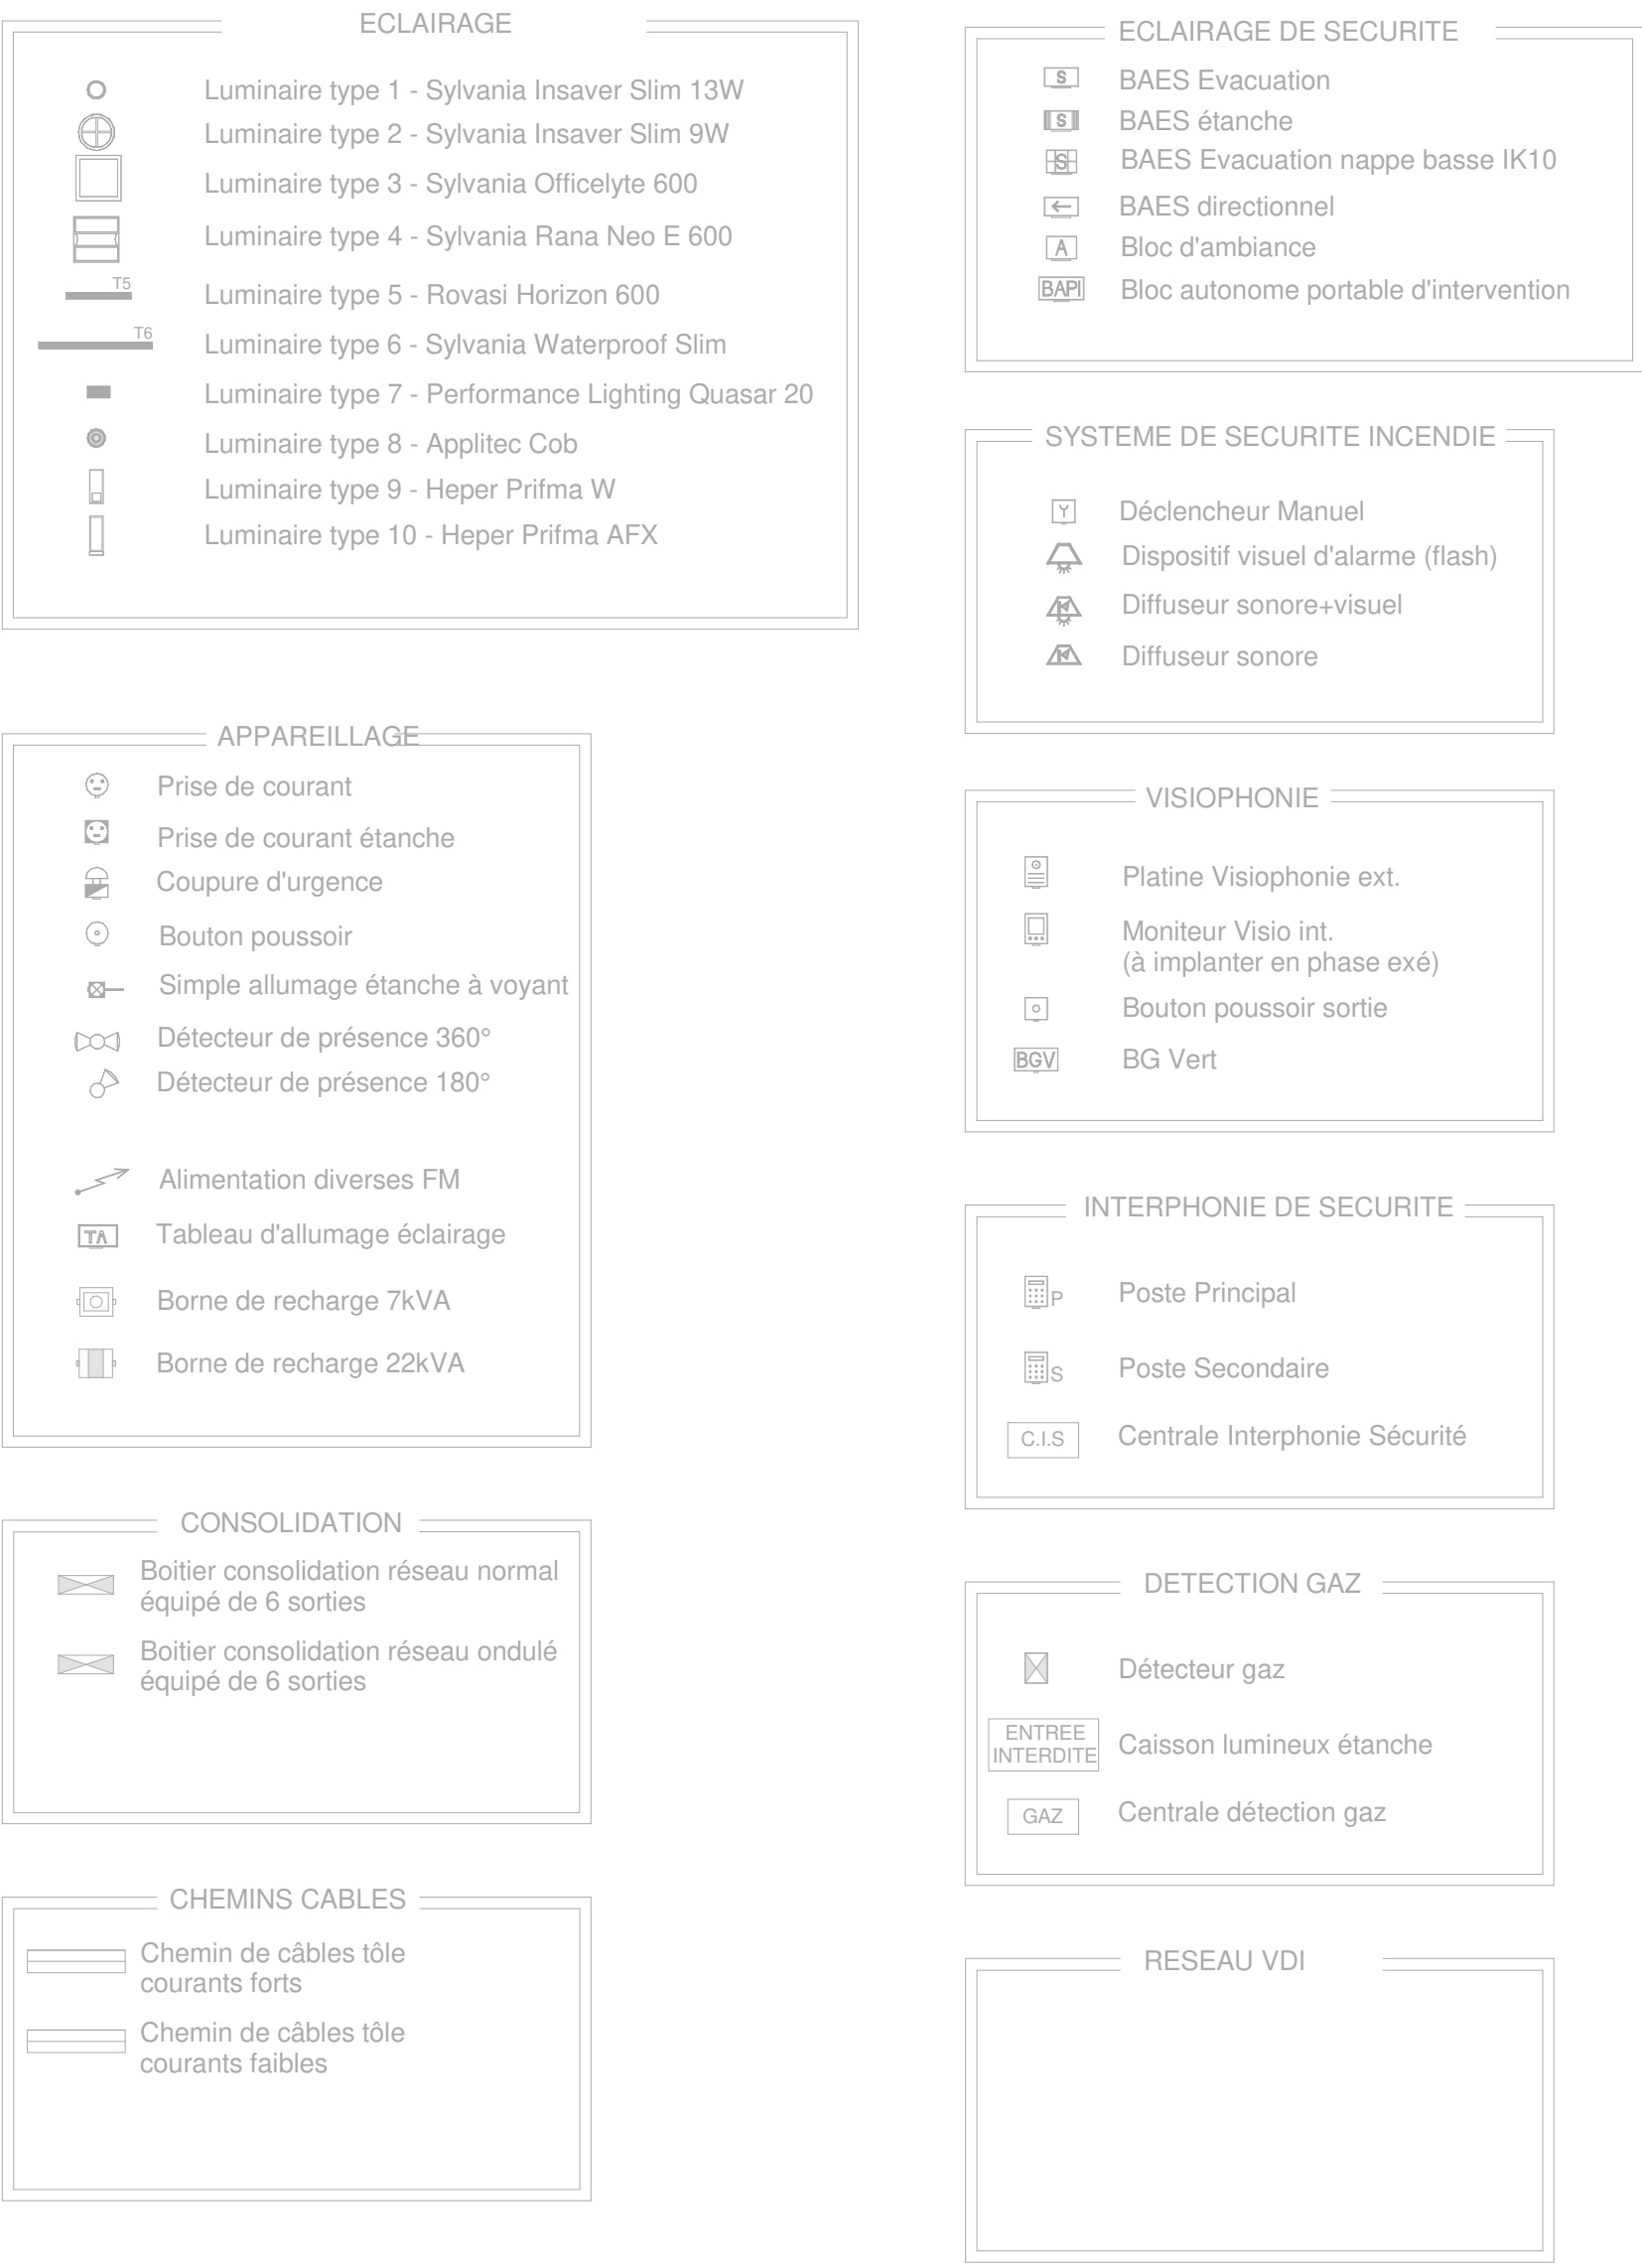 ECLAIRAGE
Luminaire type 1 - Sylvania Insaver Slim 13W
Luminaire type 2 - Sylvania Insaver Slim 9W
Luminaire type 3 - Sylvania Officelyte 600
Luminaire type 4 - Sylvania Rana Neo E 600
T5
Luminaire type 5 - Rovasi Horizon 600
T6
Luminaire type 6 - Sylvania Waterproof Slim
Luminaire type 7 - Performance Lighting Quasar 20
Luminaire type 8 - Applitec Cob
Luminaire type 9 - Heper Prifma W
Luminaire type 10 - Heper Prifma AFX
APPAREILLAGE
Prise de courant
Prise de courant étanche
Coupure d'urgence
Bouton poussoir
Simple allumage étanche à voyant
Détecteur de présence 360°
Détecteur de présence 180°
Alimentation diverses FM
TA Tableau d'allumage éclairage
Borne de recharge 7kVA
Borne de recharge 22kVA
CONSOLIDATION
Boitier consolidation réseau normal
équipé de 6 sorties
Boitier consolidation réseau ondulé
équipé de 6 sorties
CHEMINS CABLES
Chemin de câbles tôle
courants forts
Chemin de câbles tôle
courants faibles
ECLAIRAGE DE SECURITE
S BAES Evacuation
S BAES étanche
S BAES Evacuation nappe basse IK10
BAES directionnel
A Bloc d'ambiance
BAPI Bloc autonome portable d'intervention
SYSTEME DE SECURITE INCENDIE
Y Déclencheur Manuel
Dispositif visuel d'alarme (flash)
Diffuseur sonore+visuel
Diffuseur sonore
VISIOPHONIE
Platine Visiophonie ext.
Moniteur Visio int.
(à implanter en phase exé)
Bouton poussoir sortie
BGV BG Vert
INTERPHONIE DE SECURITE
P Poste Principal
S Poste Secondaire
C.I.S Centrale Interphonie Sécurité
DETECTION GAZ
Détecteur gaz
ENTREE
INTERDITE Caisson lumineux étanche
GAZ Centrale détection gaz
RESEAU VDI